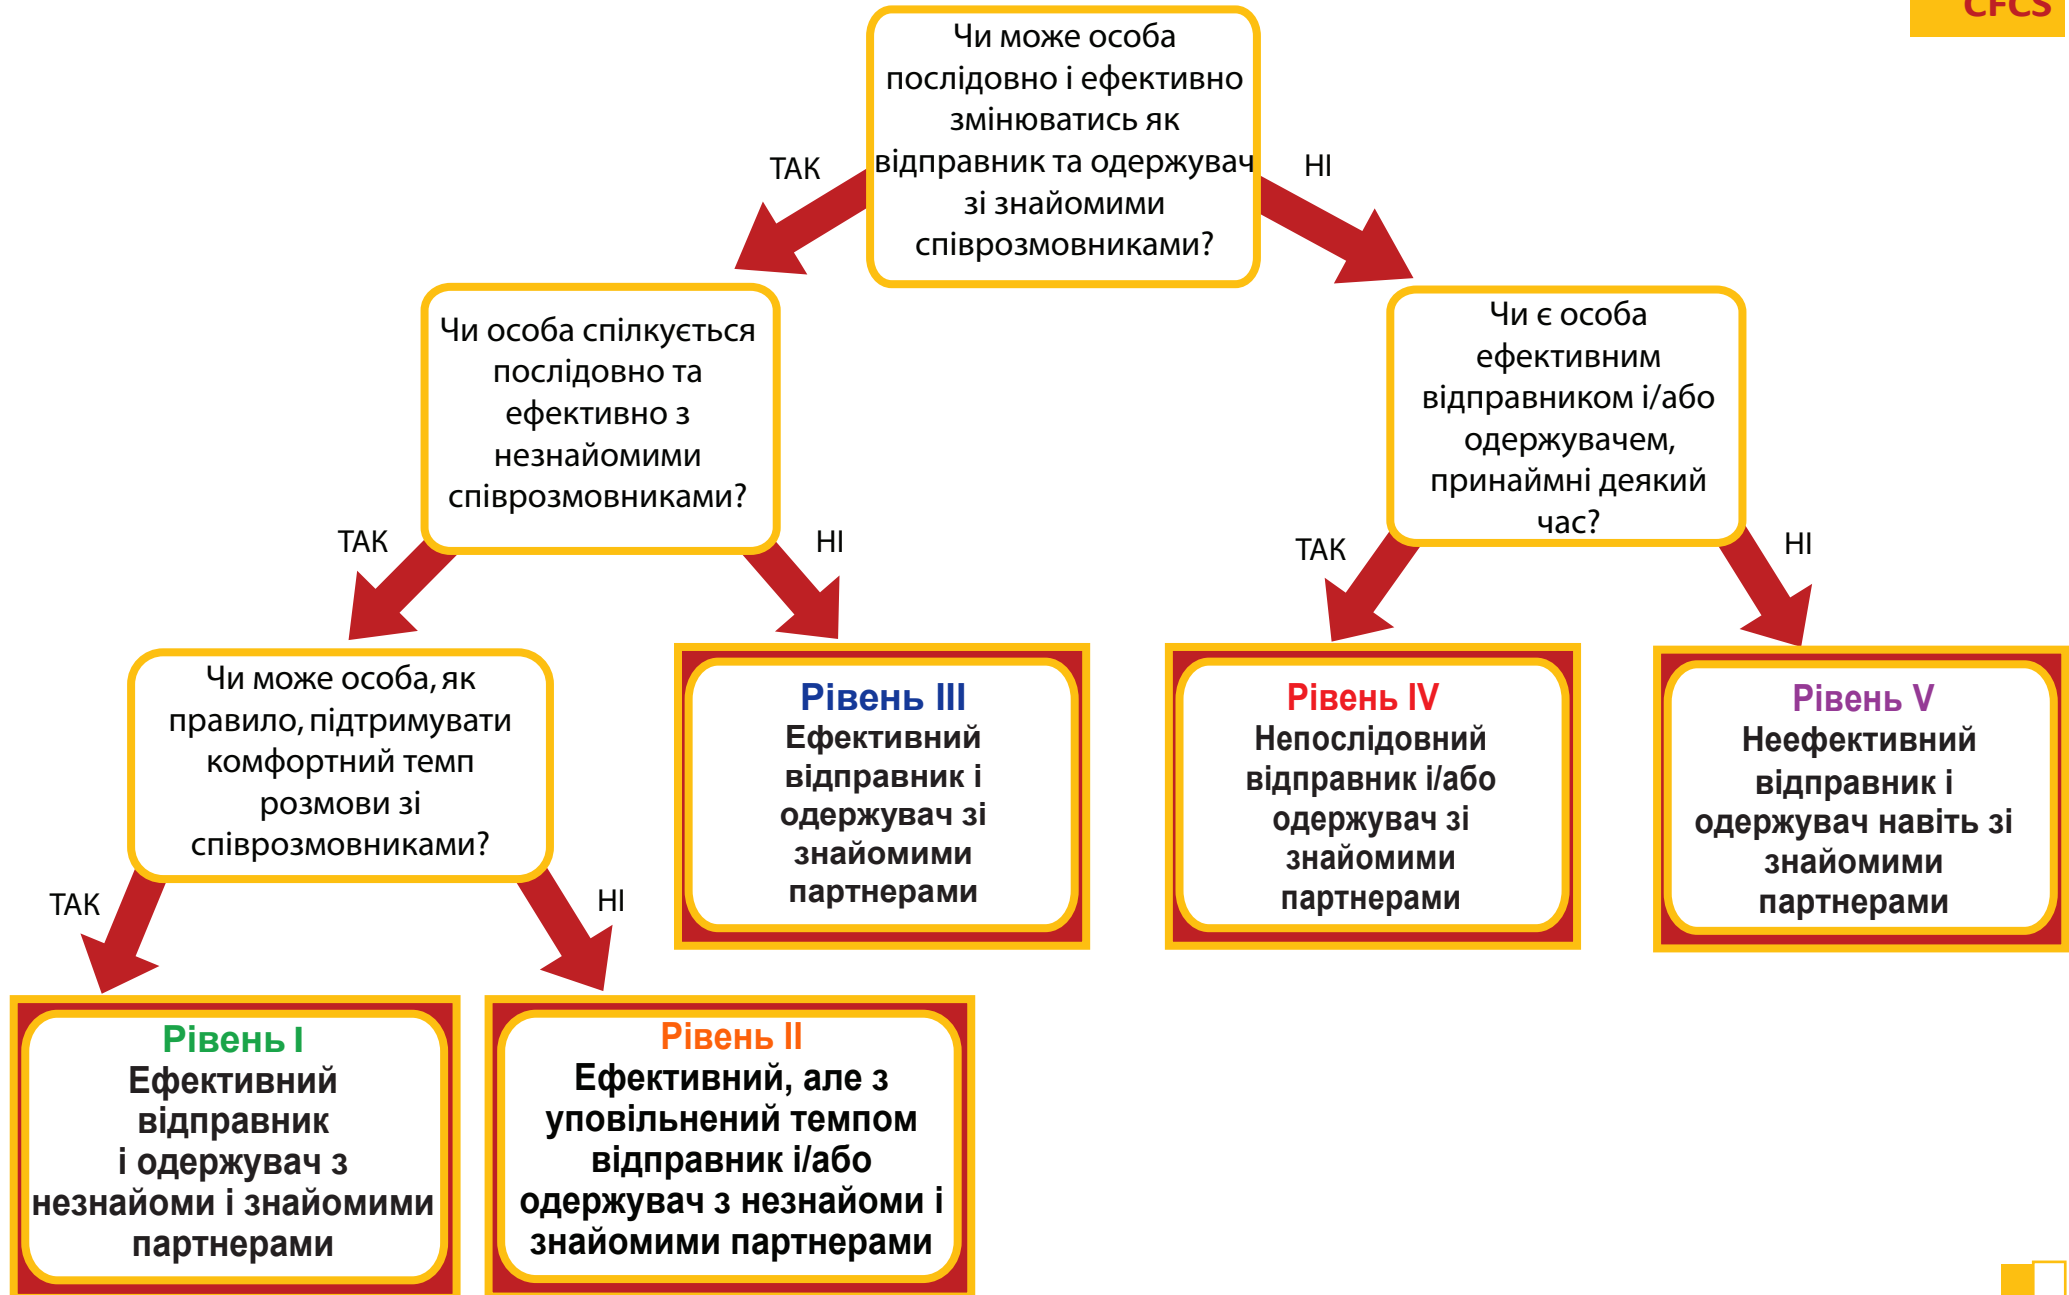 CFCS
Чи може особа
послідовно і ефективно
змінюватись як
відправник та одержувач
зі знайомими
співрозмовниками?
ТАК
НІ
Чи особа спілкується
послідовно та
ефективно з
незнайомими
співрозмовниками?
Чи є особа
ефективним
відправником і/або
одержувачем,
принаймні деякий
час?
ТАК
НІ
ТАК
НІ
Чи може особа, як
правило, підтримувати
комфортний темп
розмови зі
співрозмовниками?
Рівень III
Ефективний
відправник і
одержувач зі
знайомими
партнерами
Рівень IV
Непослідовний
відправник і/або
одержувач зі
знайомими
партнерами
Рівень V
Неефективний
відправник і
одержувач навіть зі
знайомими
партнерами
ТАК
НІ
Рівень I
Ефективний
відправник
і одержувач з
незнайоми і знайомими
партнерами
Рівень II
Ефективний, але з
уповільнений темпом
відправник і/або
одержувач з незнайоми і
знайомими партнерами